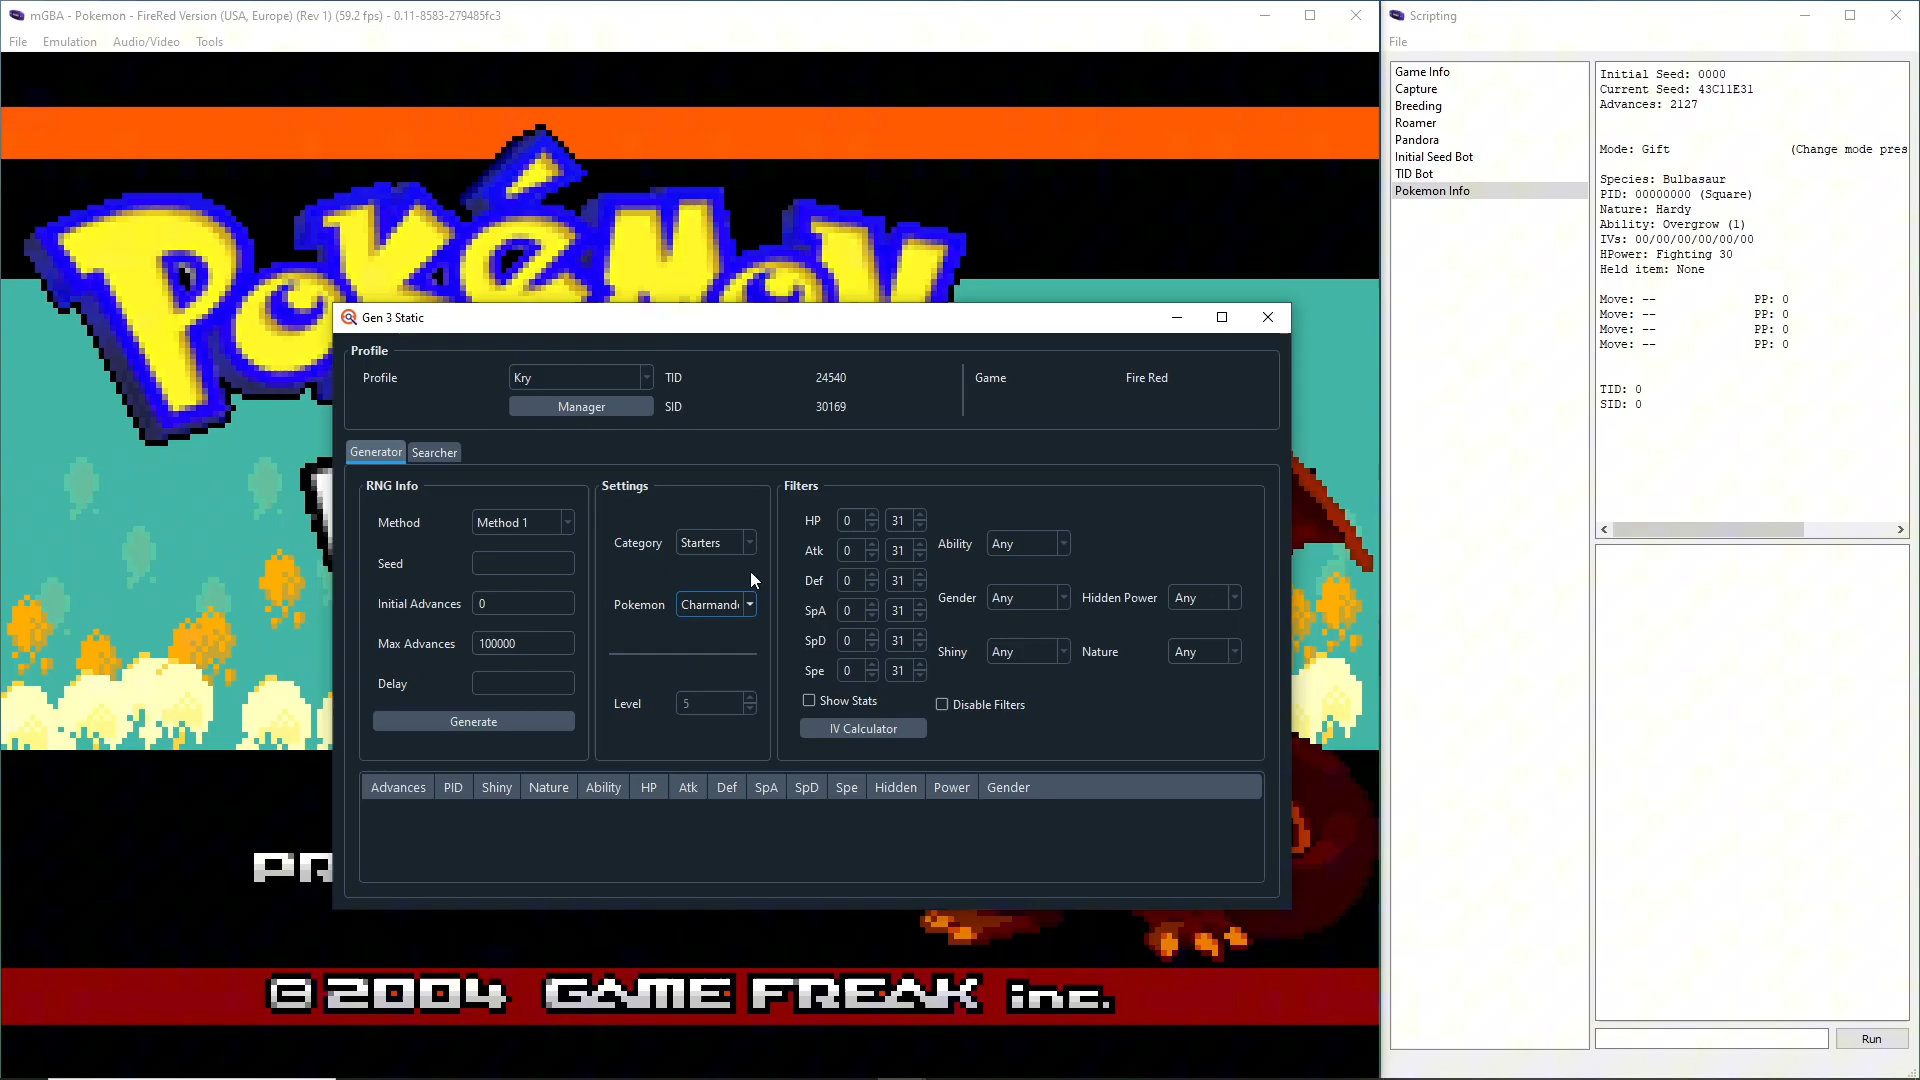 mGBA - Pokemon - FireRed Version (USA, Europe) (Rev 1) (59.2 fps) - 0.11-8583-279485fc3
File Emulation Audio/Video Tools
POKéMON
PR
© 2004 GAME FREAK inc.
Gen 3 Static
Profile
Profile Kry TID 24540 Game Fire Red
Manager SID 30169
Generator Searcher
RNG Info
Method Method 1
Seed
Initial Advances 0
Max Advances 100000
Delay
Generate
Settings
Category Starters
Pokemon Charmand
Level 5
Filters
HP 0 31
Atk 0 31
Def 0 31
SpA 0 31
SpD 0 31
Spe 0 31
Ability Any
Gender Any Hidden Power Any
Shiny Any Nature Any
Show Stats Disable Filters
IV Calculator
Advances PID Shiny Nature Ability HP Atk Def SpA SpD Spe Hidden Power Gender
Scripting
File
Game Info
Capture
Breeding
Roamer
Pandora
Initial Seed Bot
TID Bot
Pokemon Info
Initial Seed: 0000
Current Seed: 43C11E31
Advances: 2127
Mode: Gift (Change mode pres
Species: Bulbasaur
PID: 00000000 (Square)
Nature: Hardy
Ability: Overgrow (1)
IVs: 00/00/00/00/00/00
HPower: Fighting 30
Held item: None
Move: -- PP: 0
Move: -- PP: 0
Move: -- PP: 0
Move: -- PP: 0
TID: 0
SID: 0
Run